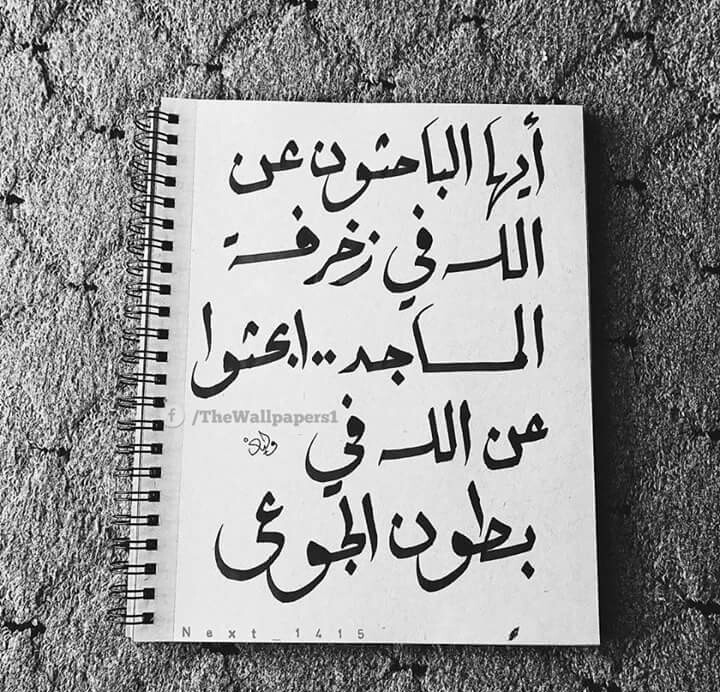 أيها الباحثون عن
الله في زخرفة
المساجد..ابحثوا
/TheWallpapers1
عن الله في
بطون الجوعى
Next_1415